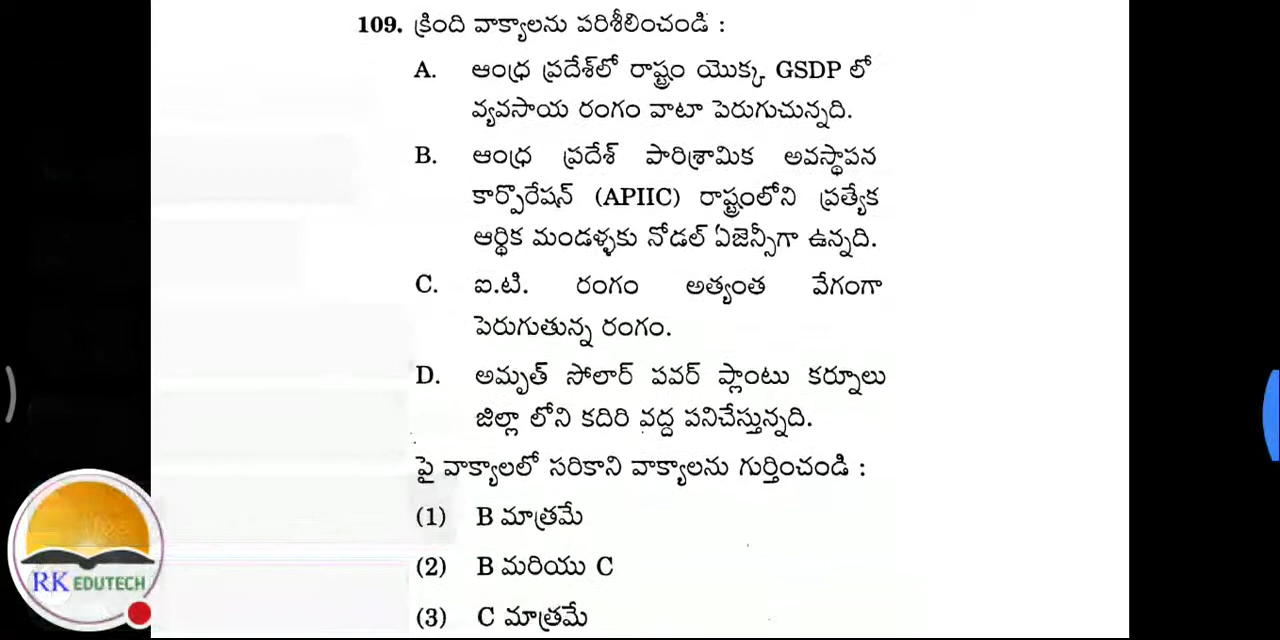 109. క్రింది వాక్యాలను పరిశీలించండి :
A. ఆంధ్ర ప్రదేశ్‌లో రాష్ట్రం యొక్క GSDP లో
వ్యవసాయ రంగం వాటా పెరుగుచున్నది.
B. ఆంధ్ర ప్రదేశ్ పారిశ్రామిక అవస్థాపన
కార్పొరేషన్ (APIIC) రాష్ట్రంలోని ప్రత్యేక
ఆర్థిక మండళ్ళకు నోడల్ ఏజెన్సీగా ఉన్నది.
C. ఐ.టి. రంగం అత్యంత వేగంగా
పెరుగుతున్న రంగం.
D. అమృత్ సోలార్ పవర్ ప్లాంటు కర్నూలు
జిల్లా లోని కదిరి వద్ద పనిచేస్తున్నది.
పై వాక్యాలలో సరికాని వాక్యాలను గుర్తించండి :
(1) B మాత్రమే
(2) B మరియు C
(3) C మాత్రమే
RK EDUTECH